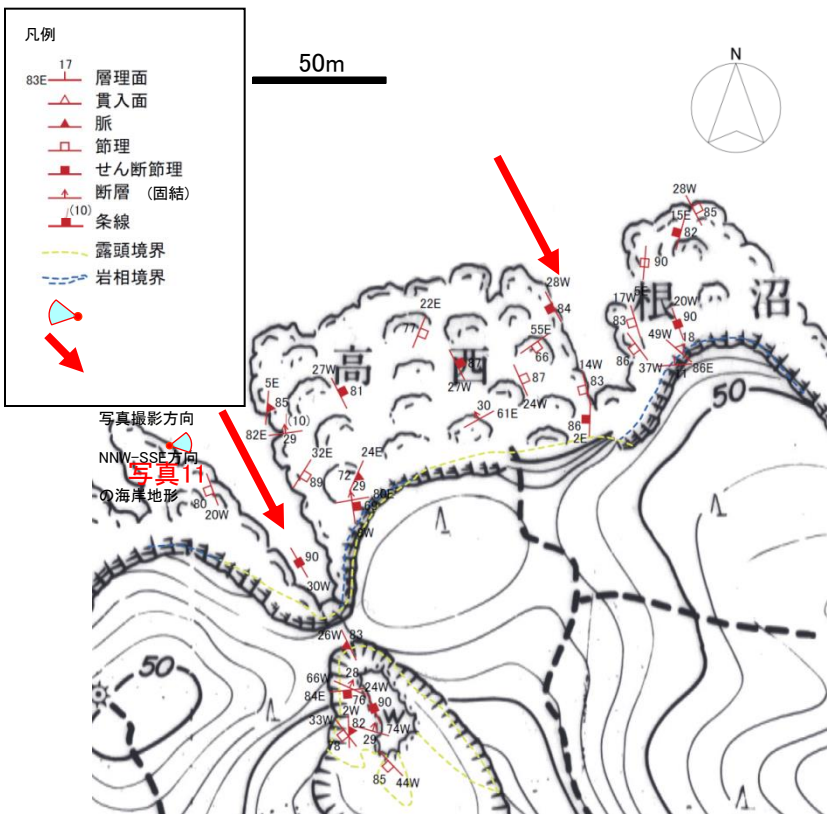 凡例
17
83E
層理面
貫入面
脈
節理
せん断節理
断層 (固結)
(10)
条線
露頭境界
岩相境界
写真撮影方向
NNW-SSE方向
の海岸地形
写真11
50m
N
28W
85
15E
82
90
28W
84
17W
20W
90
83
49W
18
86
37W
86E
根 沼
22E
77
55E
66
87
27W
87
24W
14W
83
高 西
27W
81
5E
85
(10)
82E
29
30
61E
86
2E
32E
89
24E
72
29
80E
80
20W
90
30W
50
50
26W
83
28
66W
84E
76
24W
90
2W
33W
82
74W
78
29
W
85
44W